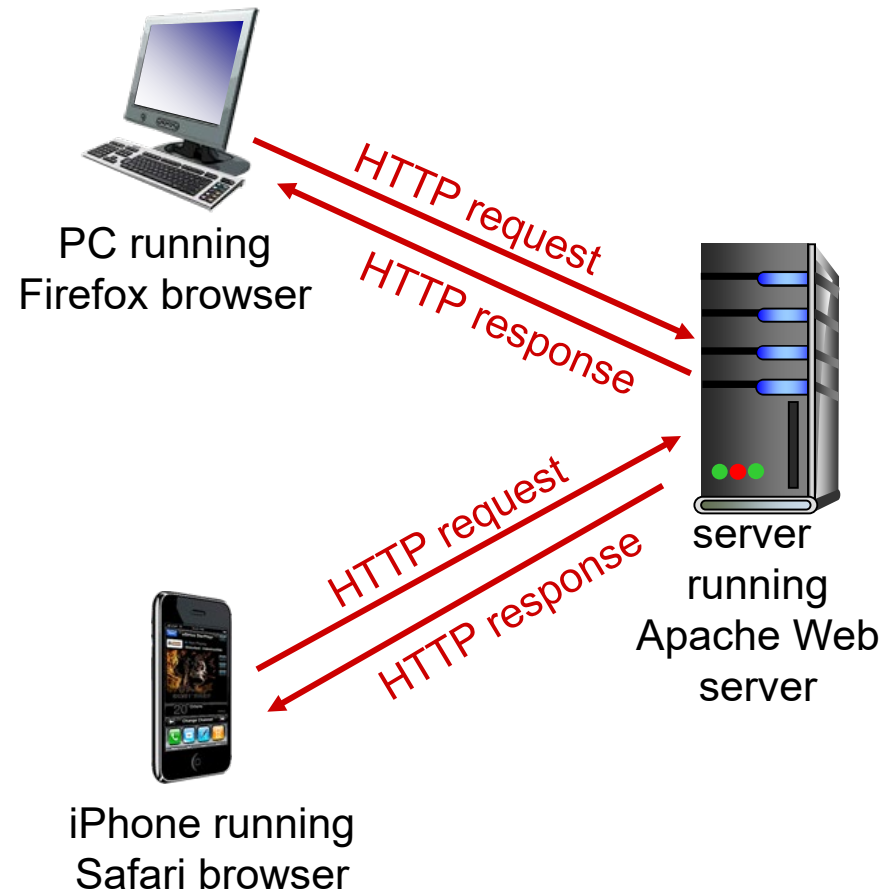 HTTP request
HTTP response
PC running
Firefox browser
HTTP request
HTTP response
server
running
Apache Web
server
iPhone running
Safari browser